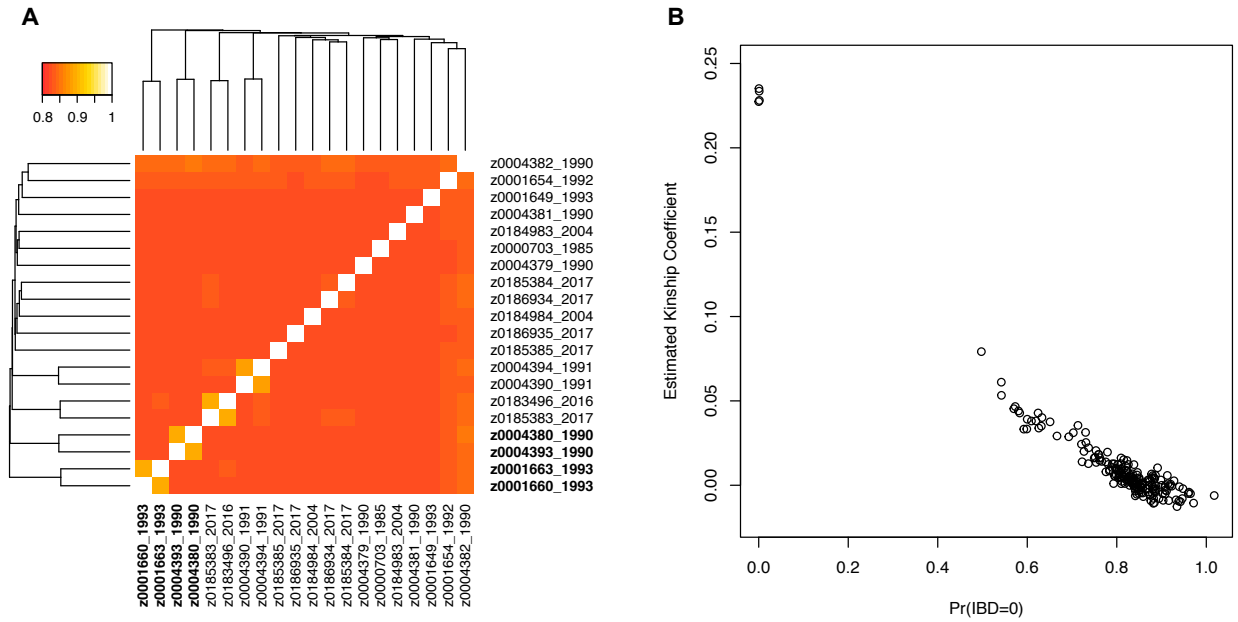 A
0.8 0.9 1
z0004382_1990
z0001654_1992
z0001649_1993
z0004381_1990
z0184983_2004
z0000703_1985
z0004379_1990
z0185384_2017
z0186934_2017
z0184984_2004
z0186935_2017
z0185385_2017
z0004394_1991
z0004390_1991
z0183496_2016
z0185383_2017
z0004380_1990
z0004393_1990
z0001663_1993
z0001660_1993
z0001660_1993
z0001663_1993
z0004393_1990
z0004380_1990
z0185383_2017
z0183496_2016
z0004390_1991
z0004394_1991
z0185385_2017
z0186935_2017
z0184984_2004
z0186934_2017
z0185384_2017
z0004379_1990
z0000703_1985
z0184983_2004
z0004381_1990
z0001649_1993
z0001654_1992
z0004382_1990
B
Estimated Kinship Coefficient
0.25
0.20
0.15
0.10
0.05
0.00
0.0 0.2 0.4 0.6 0.8 1.0
Pr(IBD=0)